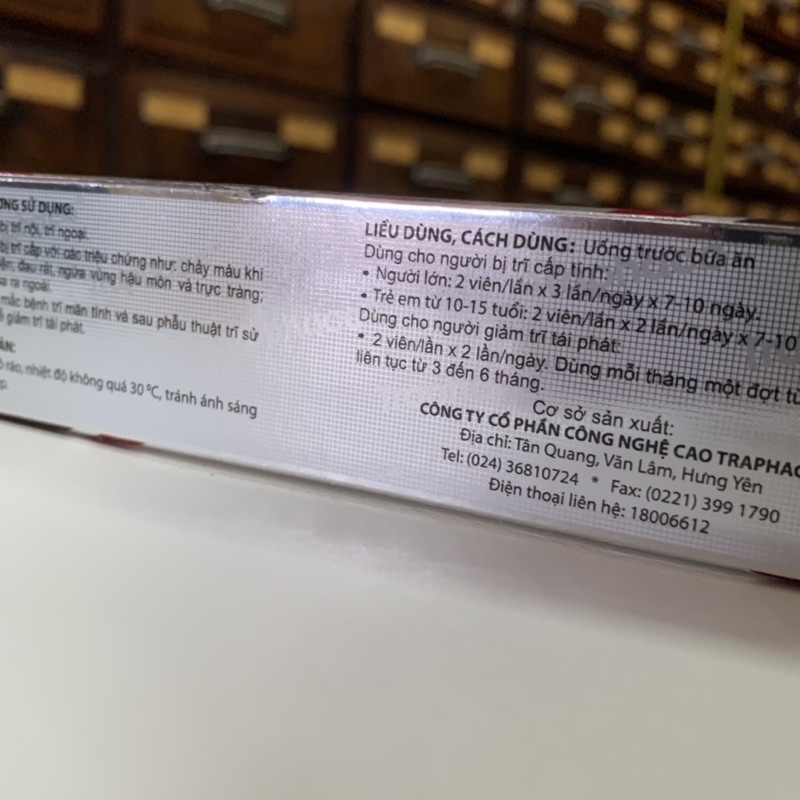 ỢNG SỬ DỤNG:
bị trĩ nội, trĩ ngoại.
bị trĩ cấp với các triệu chứng như: chảy máu khi
đau rát, ngứa vùng hậu môn và trực tràng;
sa ra ngoài.
mắc bệnh trĩ mãn tính và sau phẫu thuật trĩ sử
giảm trĩ tái phát.
ẢN:
ráo, nhiệt độ không quá 30 ºC, tránh ánh sáng
LIỀU DÙNG, CÁCH DÙNG: Uống trước bữa ăn
Dùng cho người bị trĩ cấp tính:
• Người lớn: 2 viên/lần x 3 lần/ngày x 7-10 ngày.
• Trẻ em từ 10-15 tuổi: 2 viên/lần x 2 lần/ngày x 7-10
Dùng cho người giảm trĩ tái phát:
• 2 viên/lần x 2 lần/ngày. Dùng mỗi tháng một đợt từ
liên tục từ 3 đến 6 tháng.
Cơ sở sản xuất:
CÔNG TY CỔ PHẦN CÔNG NGHỆ CAO TRAPHAC
Địa chỉ: Tân Quang, Văn Lâm, Hưng Yên
Tel: (024) 36810724 * Fax: (0221) 399 1790
Điện thoại liên hệ: 18006612